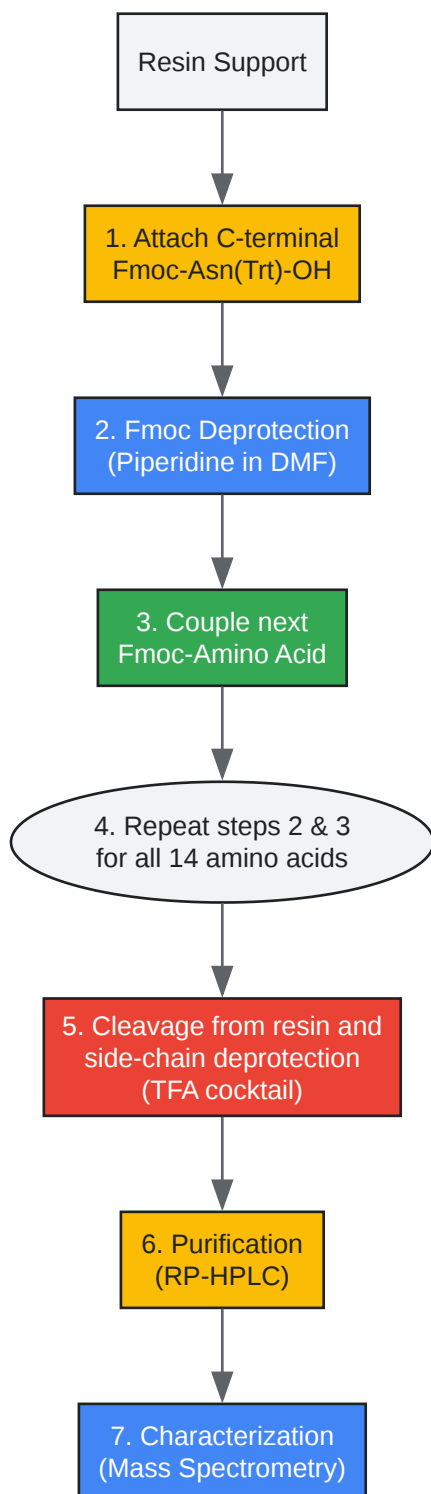 Resin Support
1. Attach C-terminal
Fmoc-Asn(Trt)-OH
2. Fmoc Deprotection
(Piperidine in DMF)
3. Couple next
Fmoc-Amino Acid
4. Repeat steps 2 & 3
for all 14 amino acids
5. Cleavage from resin and
side-chain deprotection
(TFA cocktail)
6. Purification
(RP-HPLC)
7. Characterization
(Mass Spectrometry)